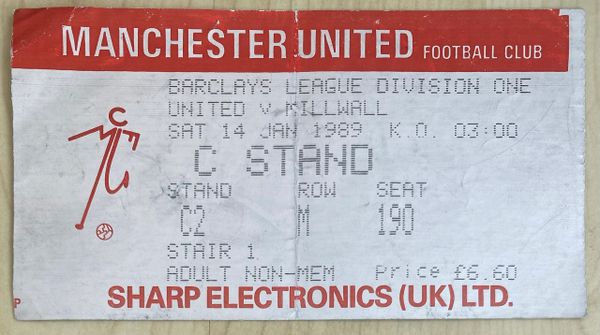 MANCHESTER UNITED FOOTBALL CLUB
BARCLAYS LEAGUE DIVISION ONE
UNITED V MILLWALL
SAT 14 JAN 1989 K.O. 03:00
C STAND
STAND ROW SEAT
C2 M 190
STAIR 1
ADULT NON-MEM Price £6.60
P
SHARP ELECTRONICS (UK) LTD.